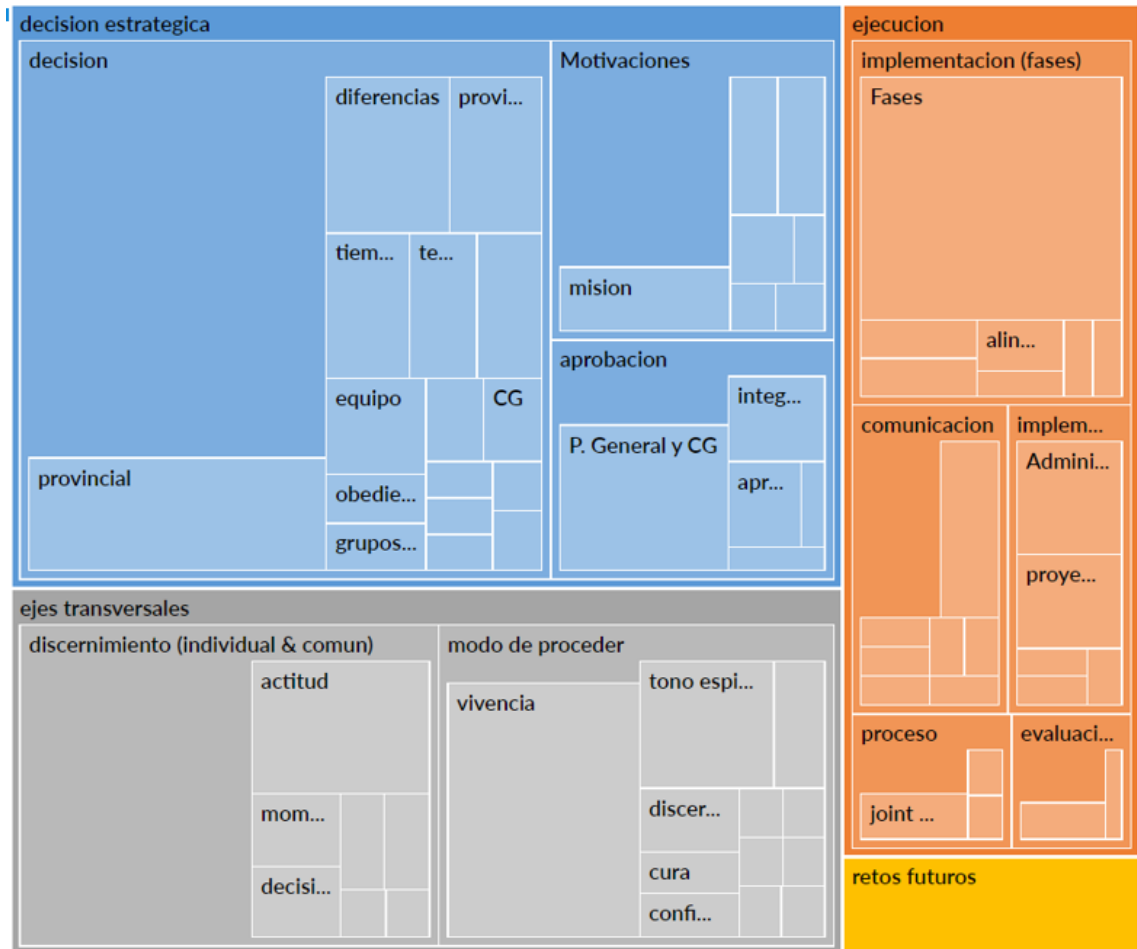 decision estrategica
decision
diferencias
provi...
tiem...
te...
equipo
CG
provincial
obedie...
grupos...
Motivaciones
mision
aprobacion
integ...
P. General y CG
apr...
ejes transversales
discernimiento (individual & comun)
actitud
mom...
decisi...
modo de proceder
tono espi...
vivencia
discer...
cura
confi...
ejecucion
implementacion (fases)
Fases
alin...
comunicacion
implem...
Admini...
proye...
proceso
joint ...
evaluaci...
retos futuros